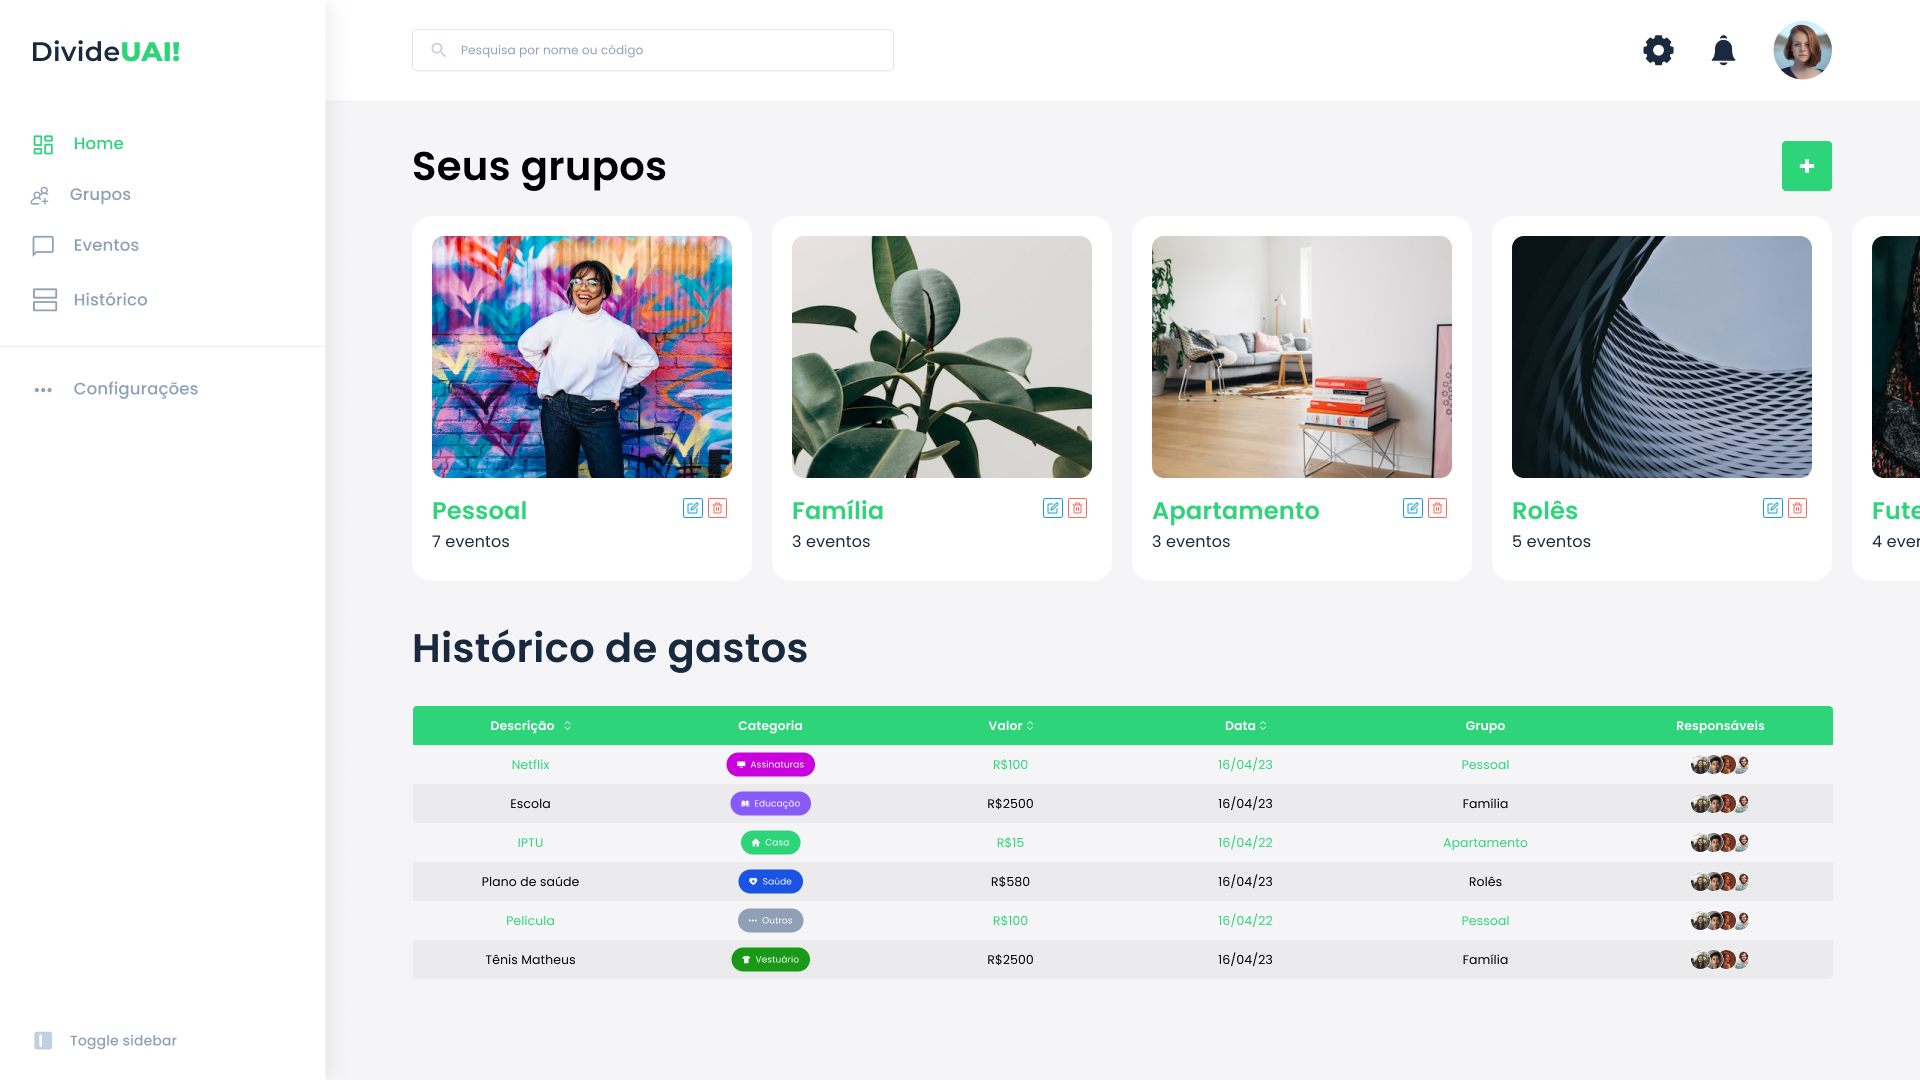 DivideUAI!
Pesquisa por nome ou código
Home
Grupos
Eventos
Histórico
Configurações
Toggle sidebar
Seus grupos
+
Pessoal
7 eventos
Família
3 eventos
Apartamento
3 eventos
Rolês
5 eventos
Fute
4 ever
Histórico de gastos
Descrição Categoria Valor Data Grupo Responsáveis
Netflix Assinaturas R$100 16/04/23 Pessoal
Escola Educação R$2500 16/04/23 Família
IPTU Casa R$15 16/04/22 Apartamento
Plano de saúde Saúde R$580 16/04/23 Rolês
Película Outros R$100 16/04/22 Pessoal
Tênis Matheus Vestuário R$2500 16/04/23 Família